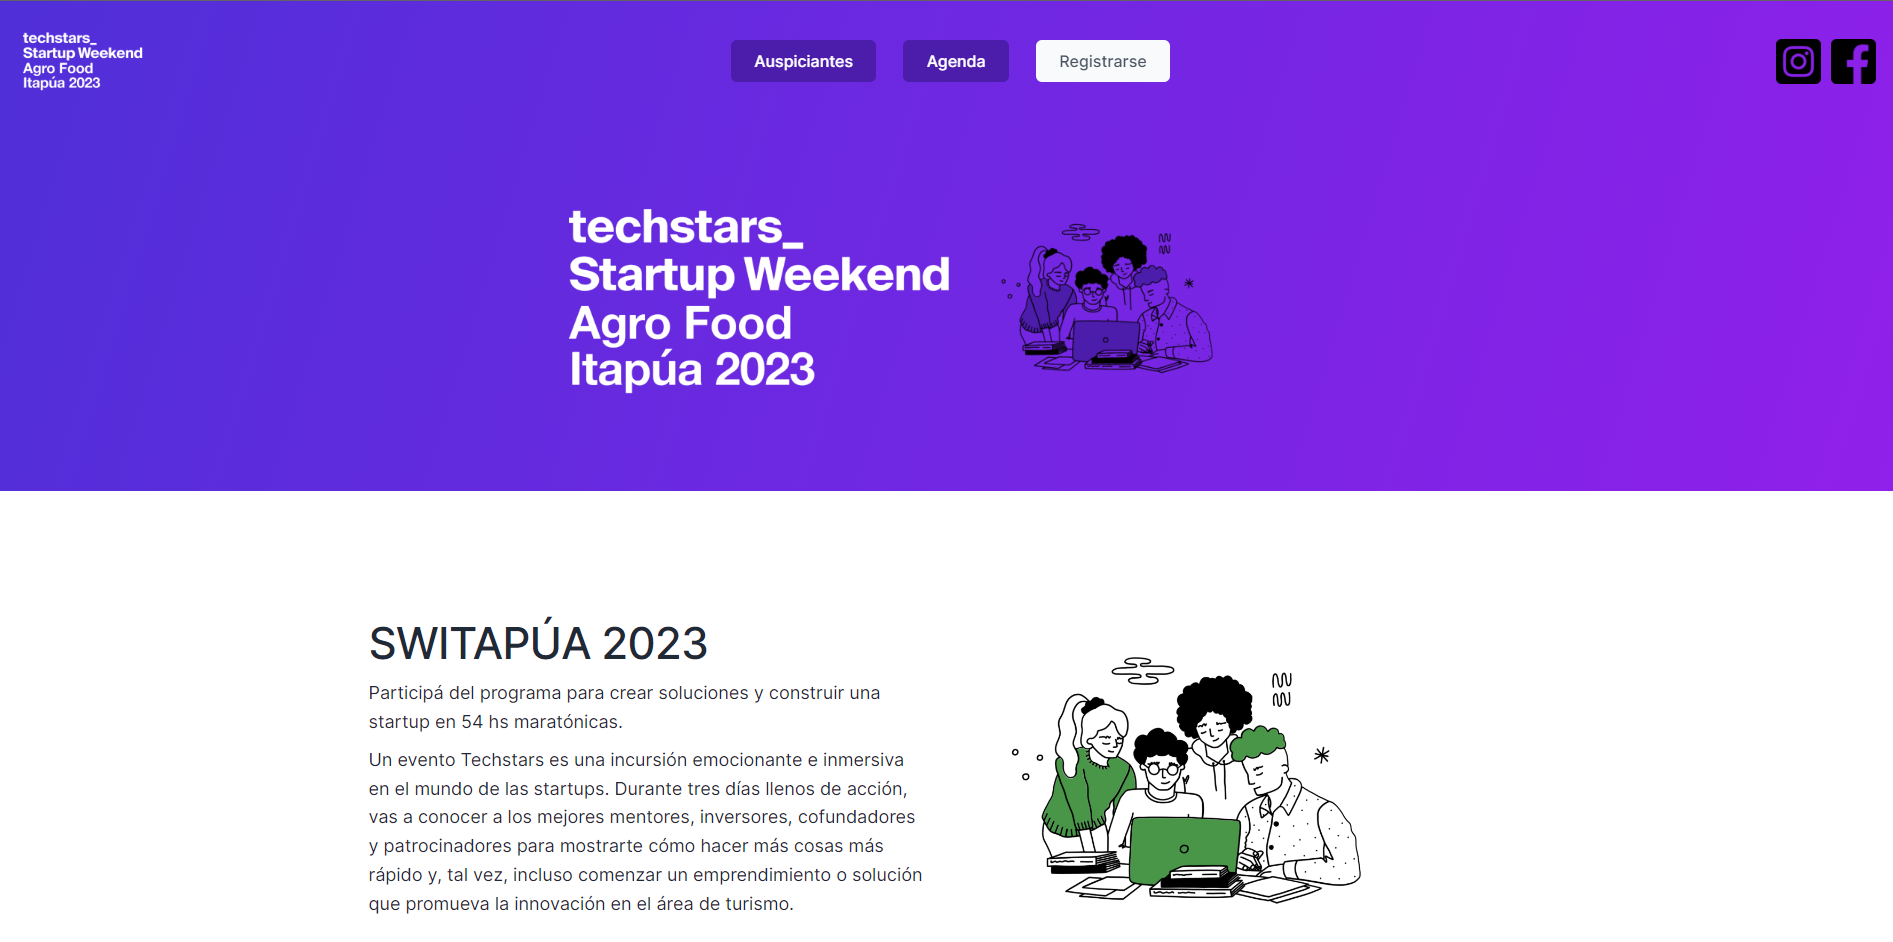 techstars_
Startup Weekend
Agro Food
Itapúa 2023
Auspiciantes
Agenda
Registrarse
techstars_
Startup Weekend
Agro Food
Itapúa 2023
SWITAPÚA 2023
Participá del programa para crear soluciones y construir una
startup en 54 hs maratónicas.
Un evento Techstars es una incursión emocionante e inmersiva
en el mundo de las startups. Durante tres días llenos de acción,
vas a conocer a los mejores mentores, inversores, cofundadores
y patrocinadores para mostrarte cómo hacer más cosas más
rápido y, tal vez, incluso comenzar un emprendimiento o solución
que promueva la innovación en el área de turismo.